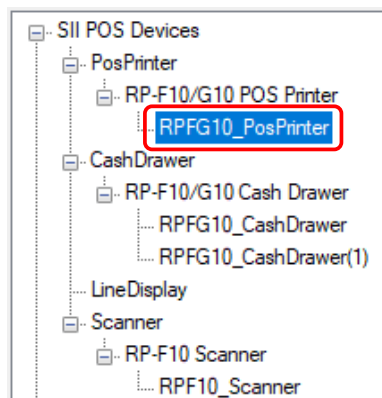 SII POS Devices
PosPrinter
RP-F10/G10 POS Printer
RPFG10_PosPrinter
CashDrawer
RP-F10/G10 Cash Drawer
RPFG10_CashDrawer
RPFG10_CashDrawer(1)
LineDisplay
Scanner
RP-F10 Scanner
RPF10_Scanner